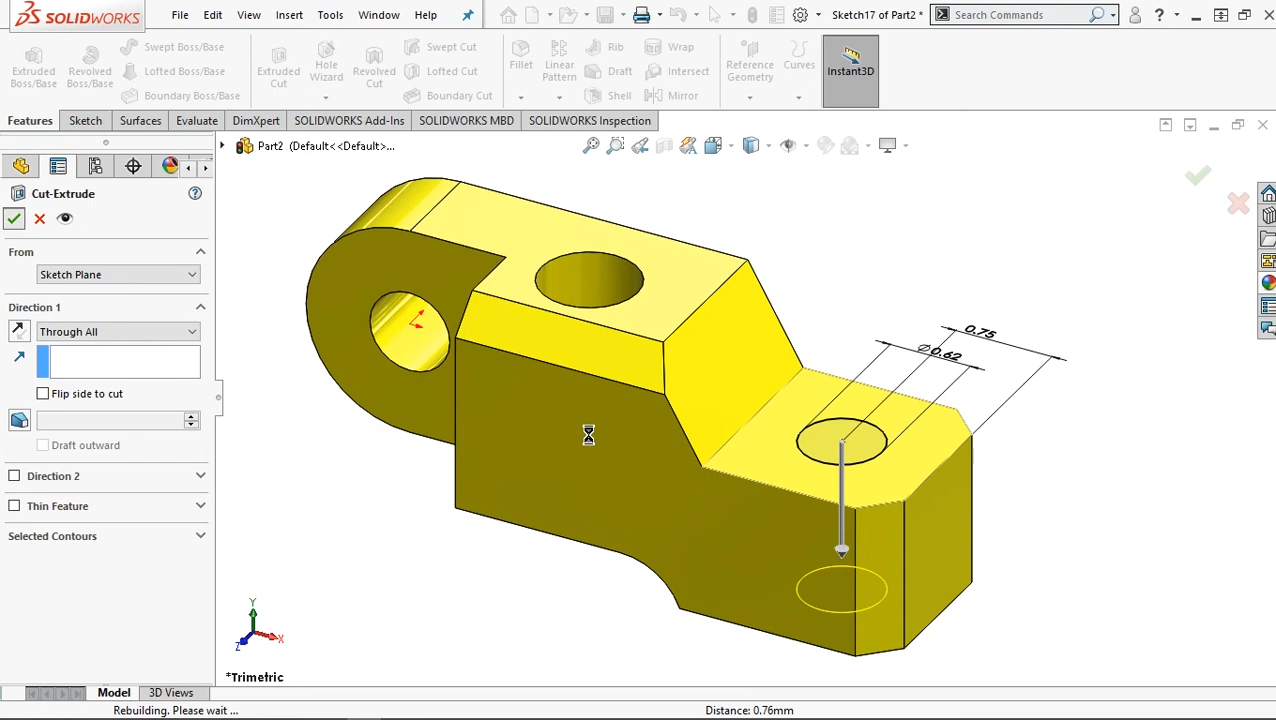 SOLIDWORKS File Edit View Insert Tools Window Help Sketch17 of Part2 * Search Commands ?
Extruded Boss/Base
Revolved Boss/Base
Swept Boss/Base
Lofted Boss/Base
Boundary Boss/Base
Extruded Cut
Hole Wizard
Revolved Cut
Swept Cut
Lofted Cut
Boundary Cut
Fillet
Linear Pattern
Rib
Draft
Shell
Wrap
Intersect
Mirror
Reference Geometry
Curves
Instant3D
Features Sketch Surfaces Evaluate DimXpert SOLIDWORKS Add-Ins SOLIDWORKS MBD SOLIDWORKS Inspection
Part2 (Default<<Default>...
Cut-Extrude
From
Sketch Plane
Direction 1
Through All
Flip side to cut
Draft outward
Direction 2
Thin Feature
Selected Contours
0.75
Ø0.62
Y
X
Z
*Trimetric
Model 3D Views
Rebuilding. Please wait ... Distance: 0.76mm